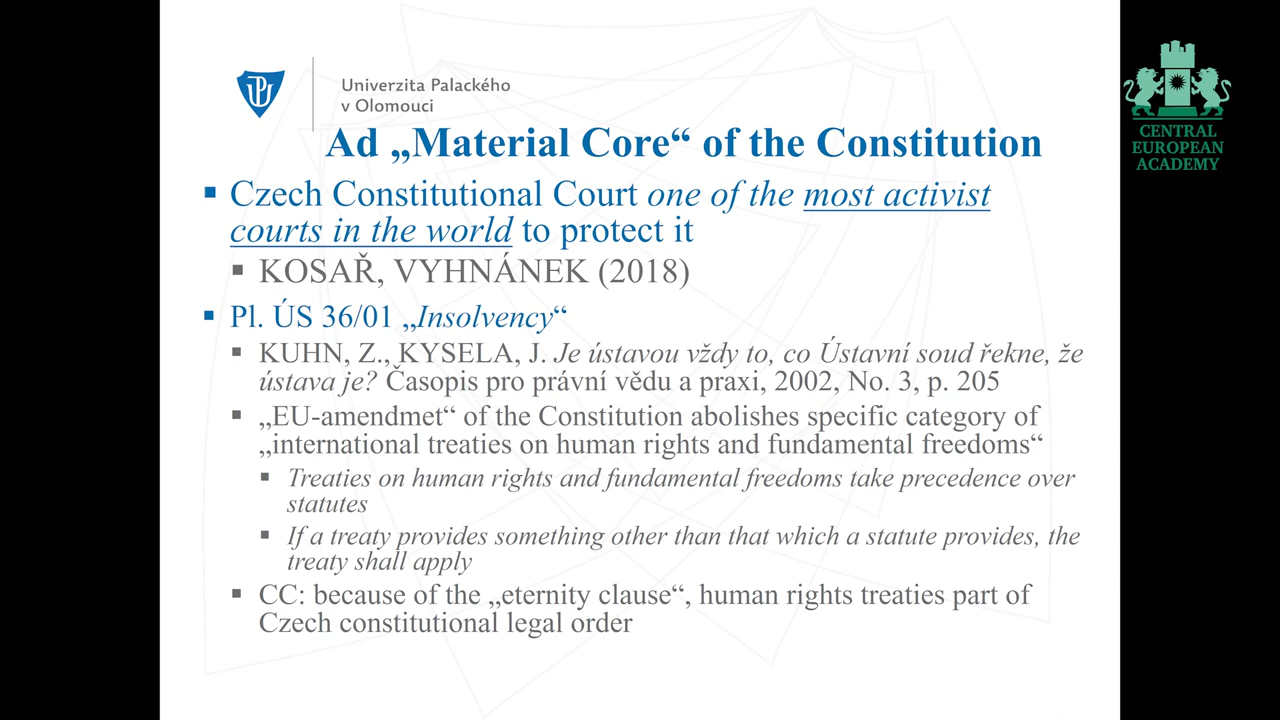 Univerzita Palackého
v Olomouci
Ad „Material Core“ of the Constitution
▪ Czech Constitutional Court one of the most activist
courts in the world to protect it
▪ KOSAŘ, VYHNÁNEK (2018)
▪ Pl. ÚS 36/01 „Insolvency“
▪ KUHN, Z., KYSELA, J. Je ústavou vždy to, co Ústavní soud řekne, že
ústava je? Časopis pro právní vědu a praxi, 2002, No. 3, p. 205
▪ „EU-amendmet“ of the Constitution abolishes specific category of
„international treaties on human rights and fundamental freedoms“
▪ Treaties on human rights and fundamental freedoms take precedence over
statutes
▪ If a treaty provides something other than that which a statute provides, the
treaty shall apply
▪ CC: because of the „eternity clause“, human rights treaties part of
Czech constitutional legal order
CENTRAL
EUROPEAN
ACADEMY